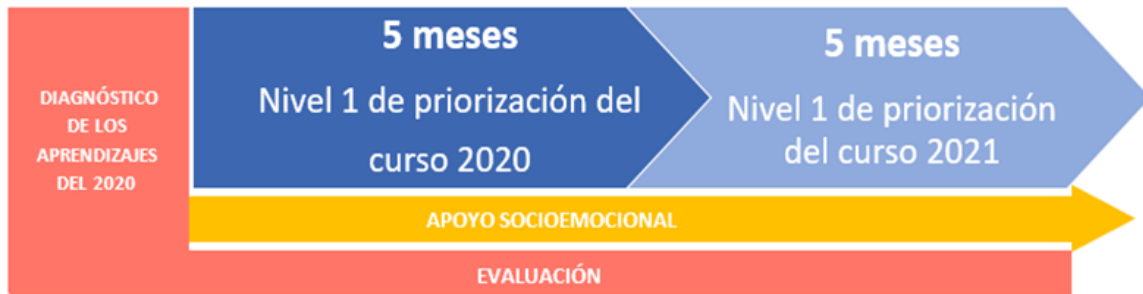 DIAGNÓSTICO
DE LOS
APRENDIZAJES
DEL 2020
5 meses
Nivel 1 de priorización del
curso 2020
5 meses
Nivel 1 de priorización
del curso 2021
APOYO SOCIOEMOCIONAL
EVALUACIÓN